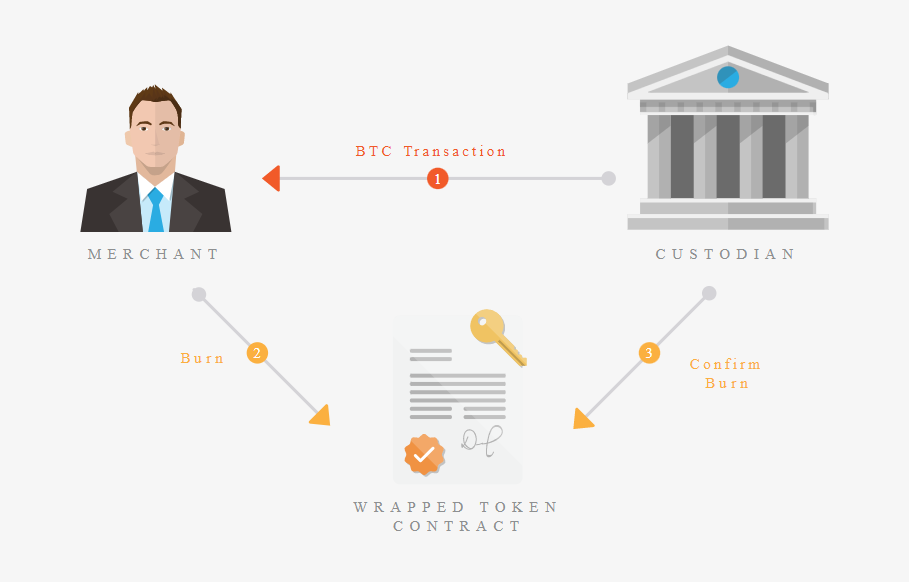 BTC Transaction
1
MERCHANT
CUSTODIAN
Burn
2
3
Confirm
Burn
WRAPPED TOKEN
CONTRACT